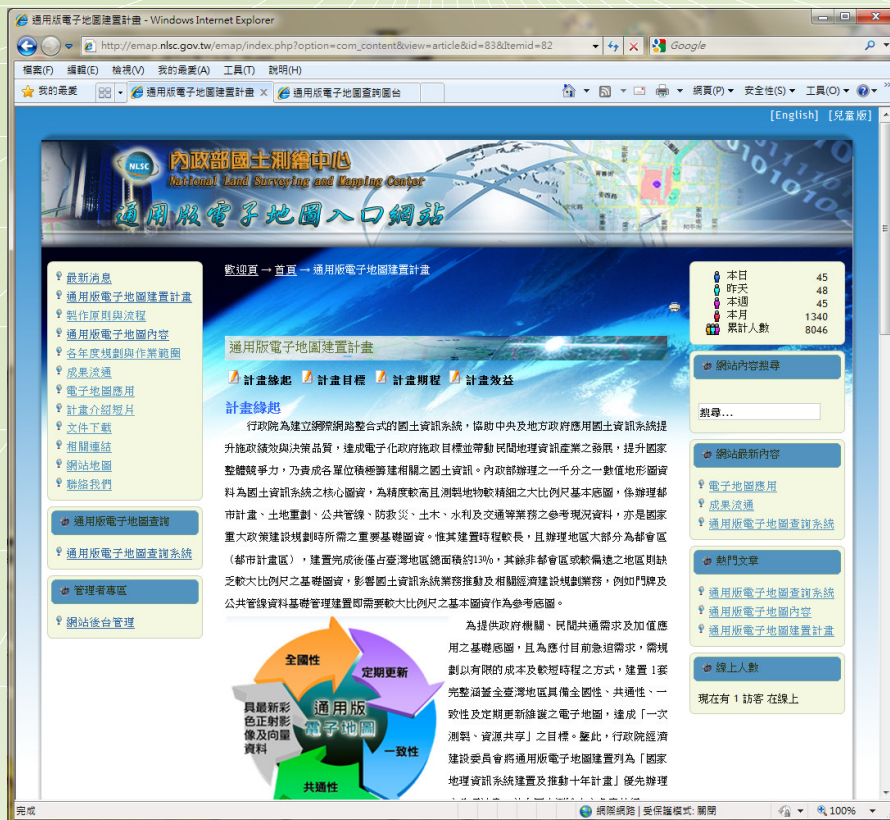 通用版電子地圖建置計畫 - Windows Internet Explorer
http://emap.nlsc.gov.tw/emap/index.php?option=com_content&view=article&id=83&Itemid=82
Google
檔案(F) 編輯(E) 檢視(V) 我的最愛(A) 工具(T) 說明(H)
我的最愛 通用版電子地圖建置計畫 通用版電子地圖查詢圖台 網頁(P) 安全性(S) 工具(O)
[English] [兒童版]
NLSC 內政部國土測繪中心
National Land Surveying and Mapping Center
通用版電子地圖入口網站
最新消息
通用版電子地圖建置計畫
製作原則與流程
通用版電子地圖內容
各年度規劃與作業範圍
成果流通
電子地圖應用
計畫介紹短片
文件下載
相關連結
網站地圖
聯絡我們
通用版電子地圖查詢
通用版電子地圖查詢系統
管理者專區
網站後台管理
歡迎頁 → 首頁 → 通用版電子地圖建置計畫
通用版電子地圖建置計畫
計畫緣起 計畫目標 計畫期程 計畫效益
計畫緣起
行政院為建立網際網路整合式的國土資訊系統，協助中央及地方政府應用國土資訊系統提
升施政績效與決策品質，達成電子化政府施政目標並帶動民間地理資訊產業之發展，提升國家
整體競爭力，乃責成各單位積極籌建相關之國土資訊。內政部辦理之一千分之一數值地形圖資
料為國土資訊系統之核心圖資，為精度較高且測製地物較精細之大比例尺基本底圖，係辦理都
市計畫、土地重劃、公共管線、防救災、土木、水利及交通等業務之參考現況資料，亦是國家
重大政策建設規劃時所需之重要基礎圖資。惟其建置時程較長，且辦理地區大部分為都會區
（都市計畫區），建置完成後僅占臺灣地區總面積約13%，其餘非都會區或較偏遠之地區則缺
乏較大比例尺之基礎圖資，影響國土資訊系統業務推動及相關經濟建設規劃業務，例如門牌及
公共管線資料基礎管理建置即需要較大比例尺之基本圖資作為參考底圖。
為提供政府機關、民間共通需求及加值應
用之基礎底圖，且為應付目前急迫需求，需規
劃以有限的成本及較短時程之方式，建置 1套
完整涵蓋全臺灣地區具備全國性、共通性、一
致性及定期更新維護之電子地圖，達成「一次
測製、資源共享」之目標。鑒此，行政院經濟
建設委員會將通用版電子地圖建置列為「國家
地理資訊系統建置及推動十年計畫」優先辦理
全國性
定期更新
具最新彩
色正射影
像及向量
資料
通用版
電子地圖
一致性
共通性
本日 45
昨天 48
本週 45
本月 1340
累計人數 8046
網站內容搜尋
搜尋...
網站最新內容
電子地圖應用
成果流通
通用版電子地圖查詢系統
熱門文章
通用版電子地圖查詢系統
通用版電子地圖內容
通用版電子地圖建置計畫
線上人數
現在有 1 訪客 在線上
完成
網際網路 | 受保護模式: 關閉
100%